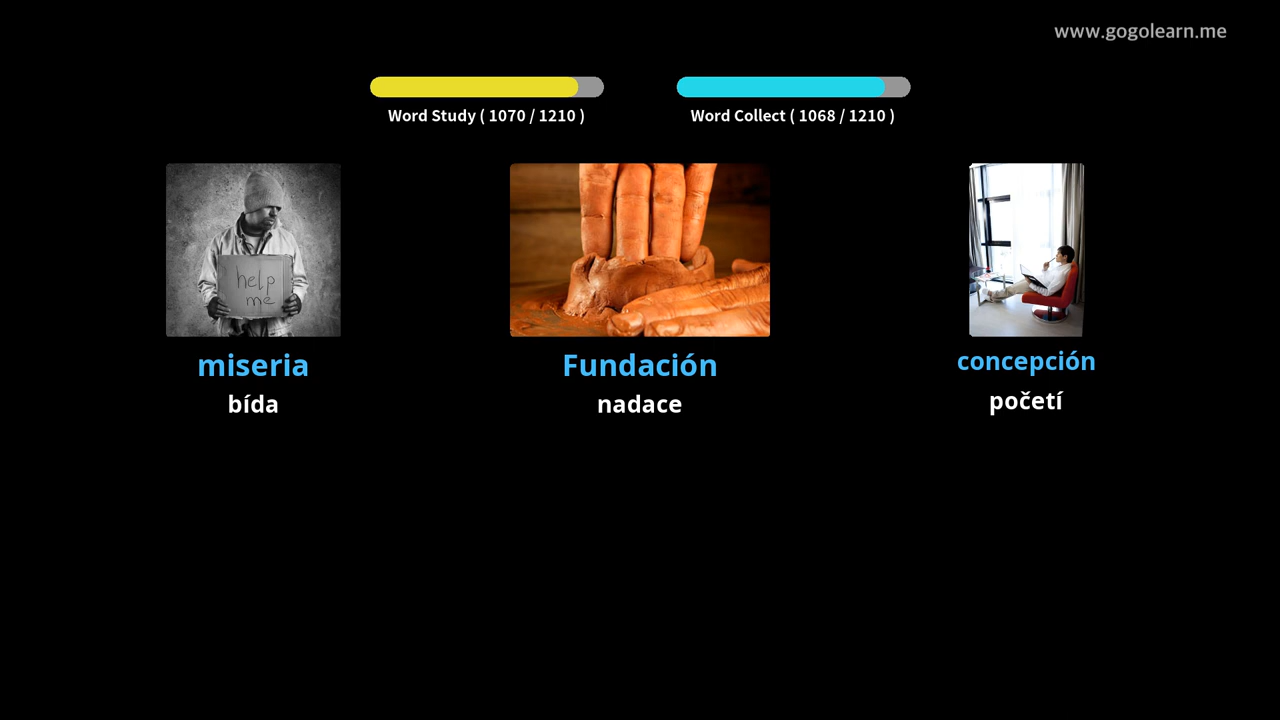 www.gogolearn.me
Word Study ( 1070 / 1210 )
Word Collect ( 1068 / 1210 )
help
me
miseria
Fundación
concepción
bída
nadace
početí